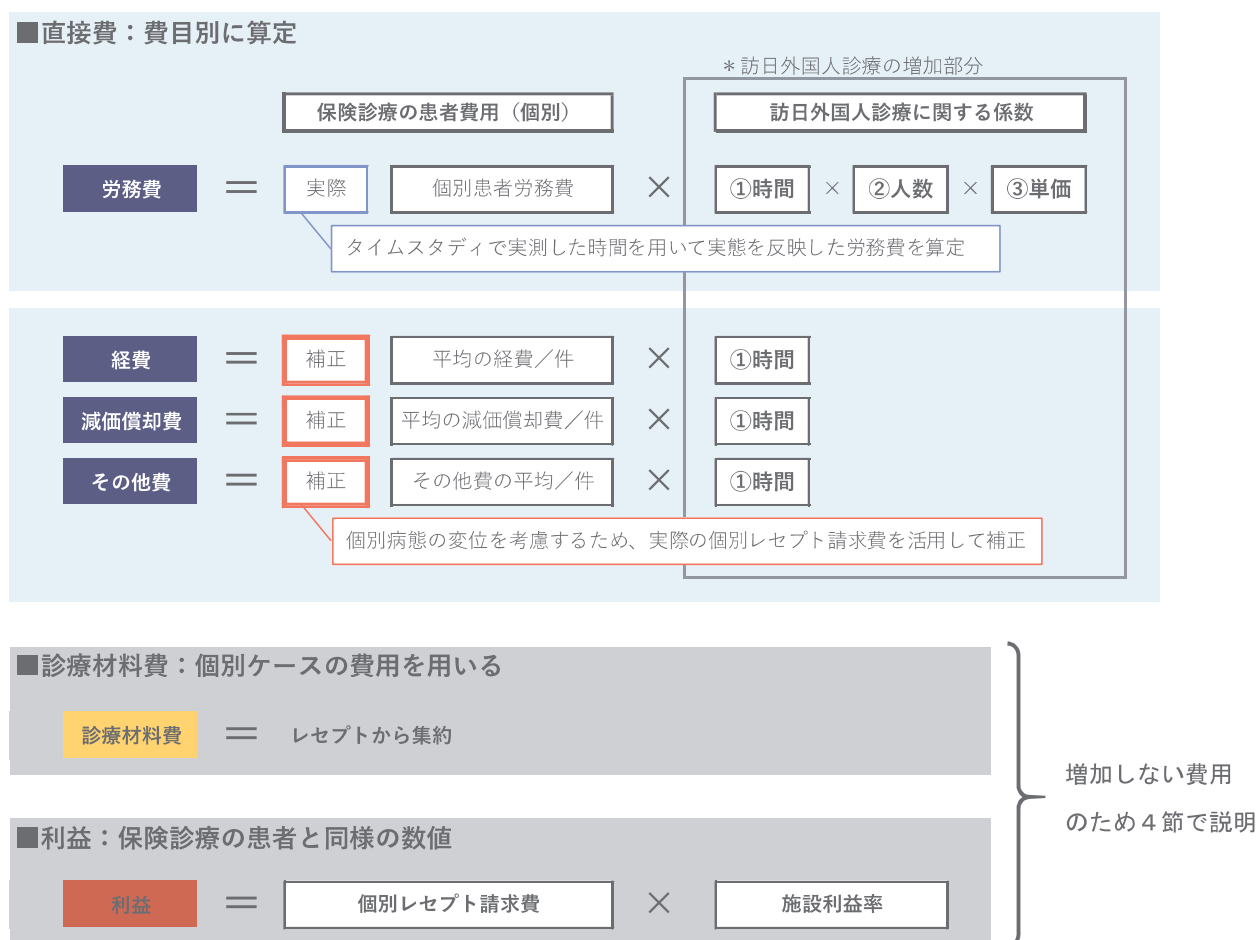 ■直接費：費目別に算定
＊訪日外国人診療の増加部分
保険診療の患者費用（個別） 訪日外国人診療に関する係数
労務費 ＝ 実際 個別患者労務費 × ①時間 × ②人数 × ③単価
タイムスタディで実測した時間を用いて実態を反映した労務費を算定
経費 ＝ 補正 平均の経費／件 × ①時間
減価償却費 ＝ 補正 平均の減価償却費／件 × ①時間
その他費 ＝ 補正 その他費の平均／件 × ①時間
個別病態の変位を考慮するため、実際の個別レセプト請求費を活用して補正
■診療材料費：個別ケースの費用を用いる
診療材料費 ＝ レセプトから集約
■利益：保険診療の患者と同様の数値
利益 ＝ 個別レセプト請求費 × 施設利益率
増加しない費用
のため４節で説明